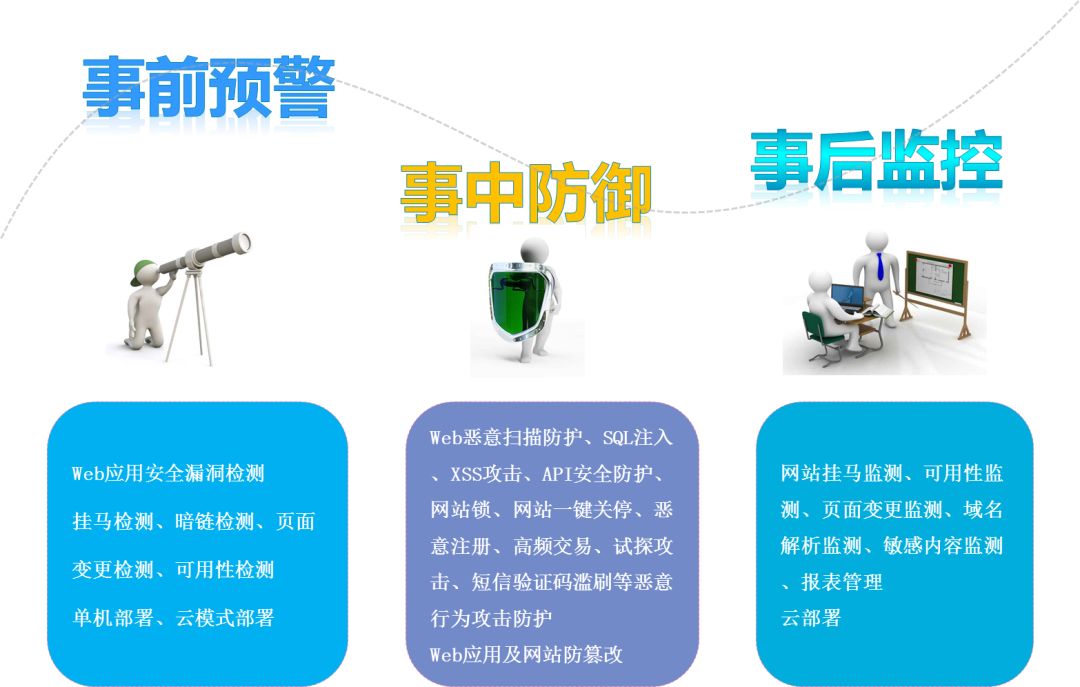 事前预警
事中防御
事后监控
Web应用安全漏洞检测
挂马检测、暗链检测、页面
变更检测、可用性检测
单机部署、云模式部署
Web恶意扫描防护、SQL注入
、XSS攻击、API安全防护、
网站锁、网站一键关停、恶
意注册、高频交易、试探攻
击、短信验证码滥刷等恶意
行为攻击防护
Web应用及网站防篡改
网站挂马监测、可用性监
测、页面变更监测、域名
解析监测、敏感内容监测
、报表管理
云部署